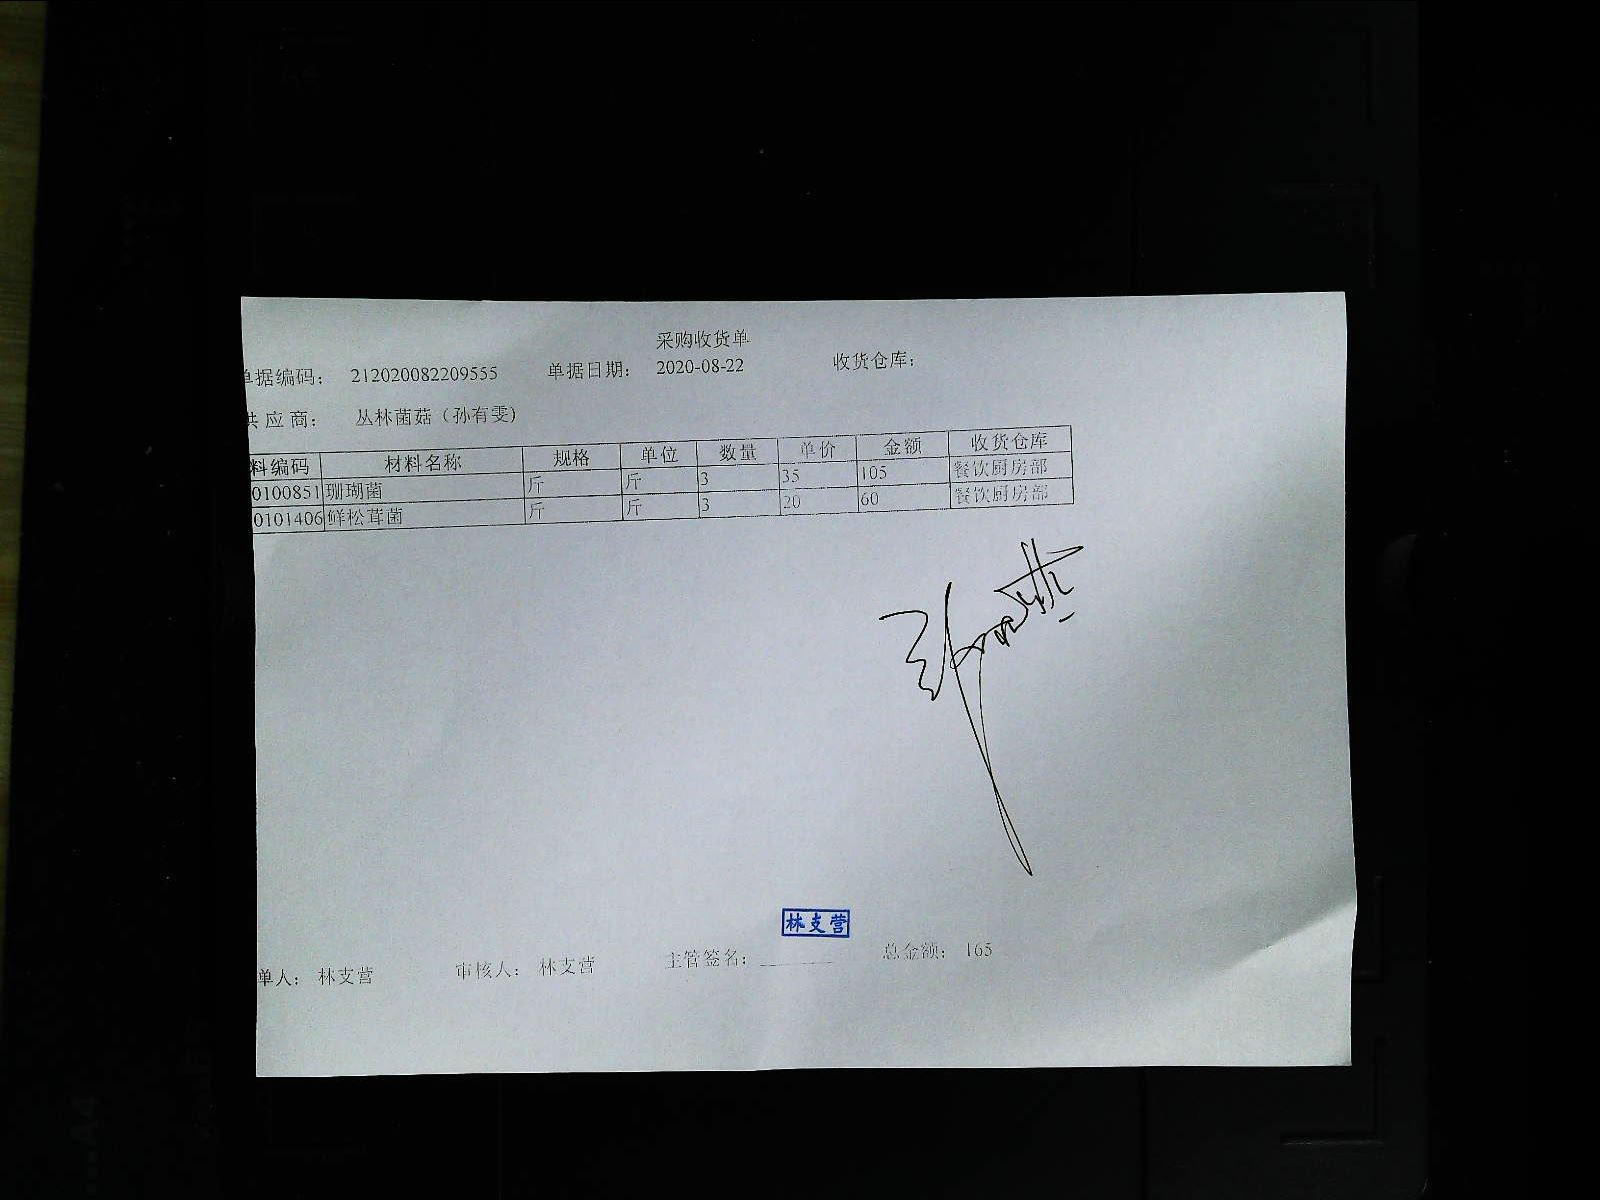 采购收货单
单据编码： 212020082209555 单据日期： 2020-08-22 收货仓库：
供应商： 丛林菌菇（孙有雯）
料编码 材料名称 规格 单位 数量 单价 金额 收货仓库
0100851 珊瑚菌 斤 斤 3 35 105 餐饮厨房部
0101406 鲜松茸菌 斤 斤 3 20 60 餐饮厨房部
林支营
单人： 林支营 审核人： 林支营 主管签名： 总金额： 165